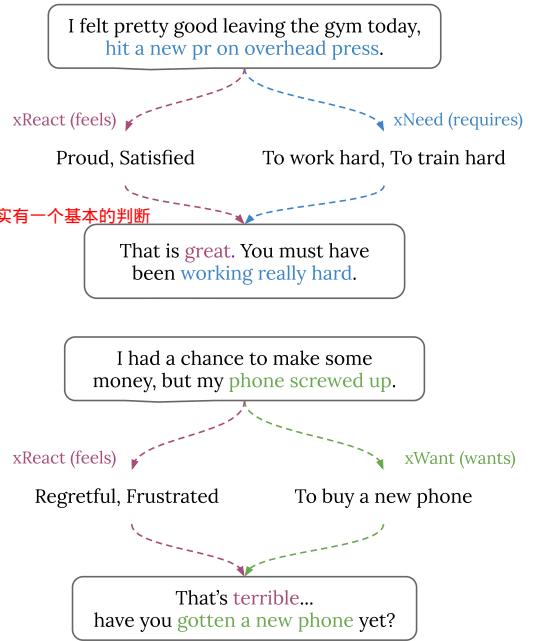 I felt pretty good leaving the gym today,
hit a new pr on overhead press.
xReact (feels)
xNeed (requires)
Proud, Satisfied
To work hard, To train hard
实有一个基本的判断
That is great. You must have
been working really hard.
I had a chance to make some
money, but my phone screwed up.
xReact (feels)
xWant (wants)
Regretful, Frustrated
To buy a new phone
That's terrible...
have you gotten a new phone yet?